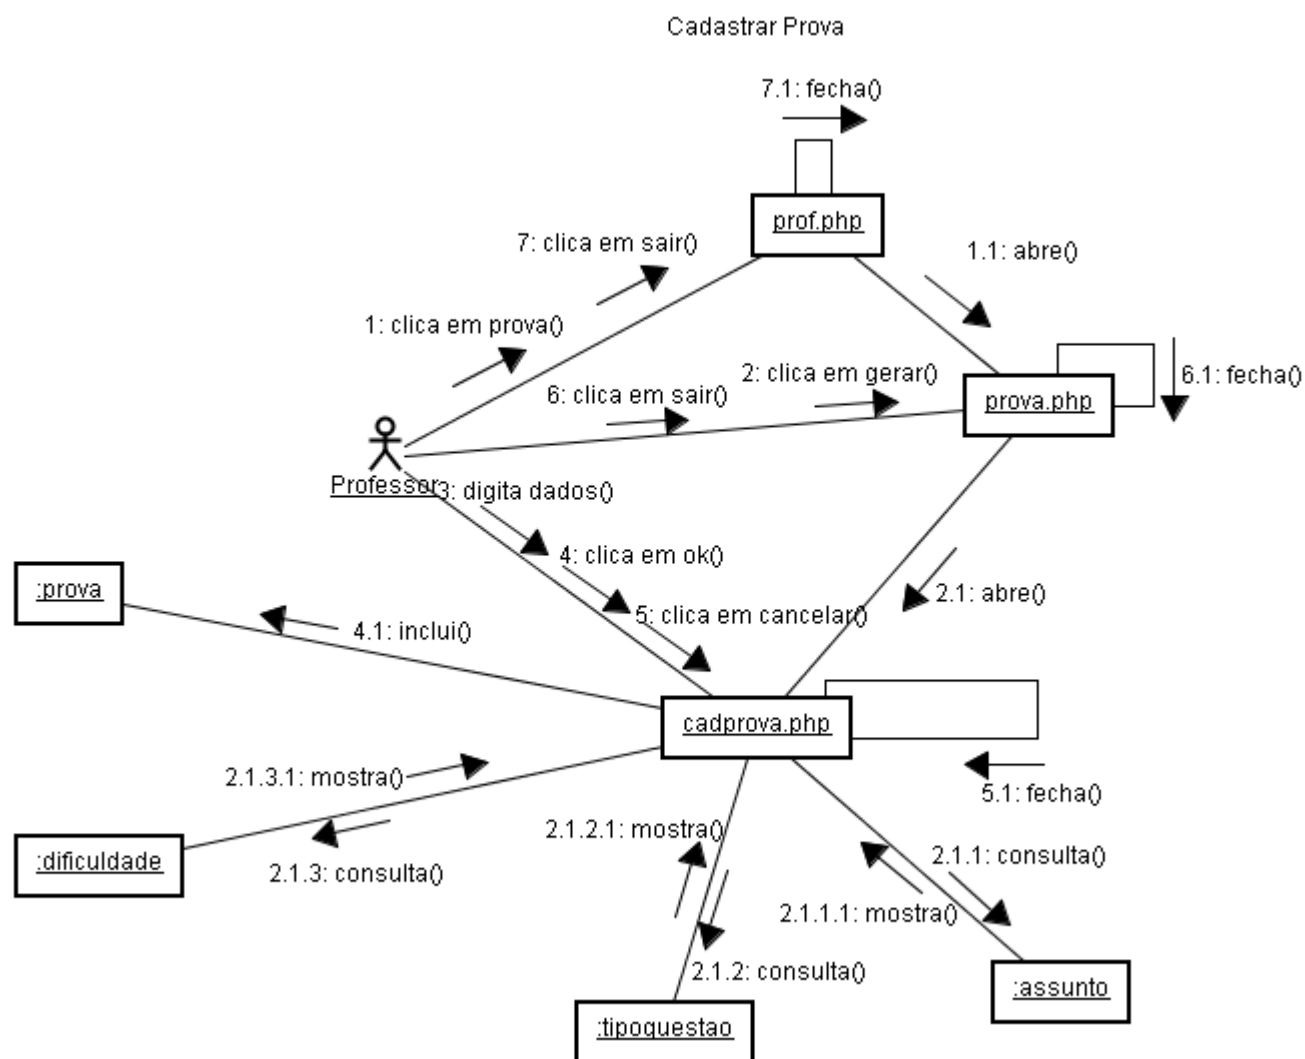 Cadastrar Prova
7.1: fecha()
prof.php
7: clica em sair()
1.1: abre()
1: clica em prova()
2: clica em gerar()
6.1: fecha()
6: clica em sair()
prova.php
Professor
3: digita dados()
4: clica em ok()
:prova
2.1: abre()
5: clica em cancelar()
4.1: inclui()
cadprova.php
2.1.3.1: mostra()
5.1: fecha()
2.1.2.1: mostra()
:dificuldade
2.1.1: consulta()
2.1.3: consulta()
2.1.1.1: mostra()
2.1.2: consulta()
:assunto
:tipoquestao